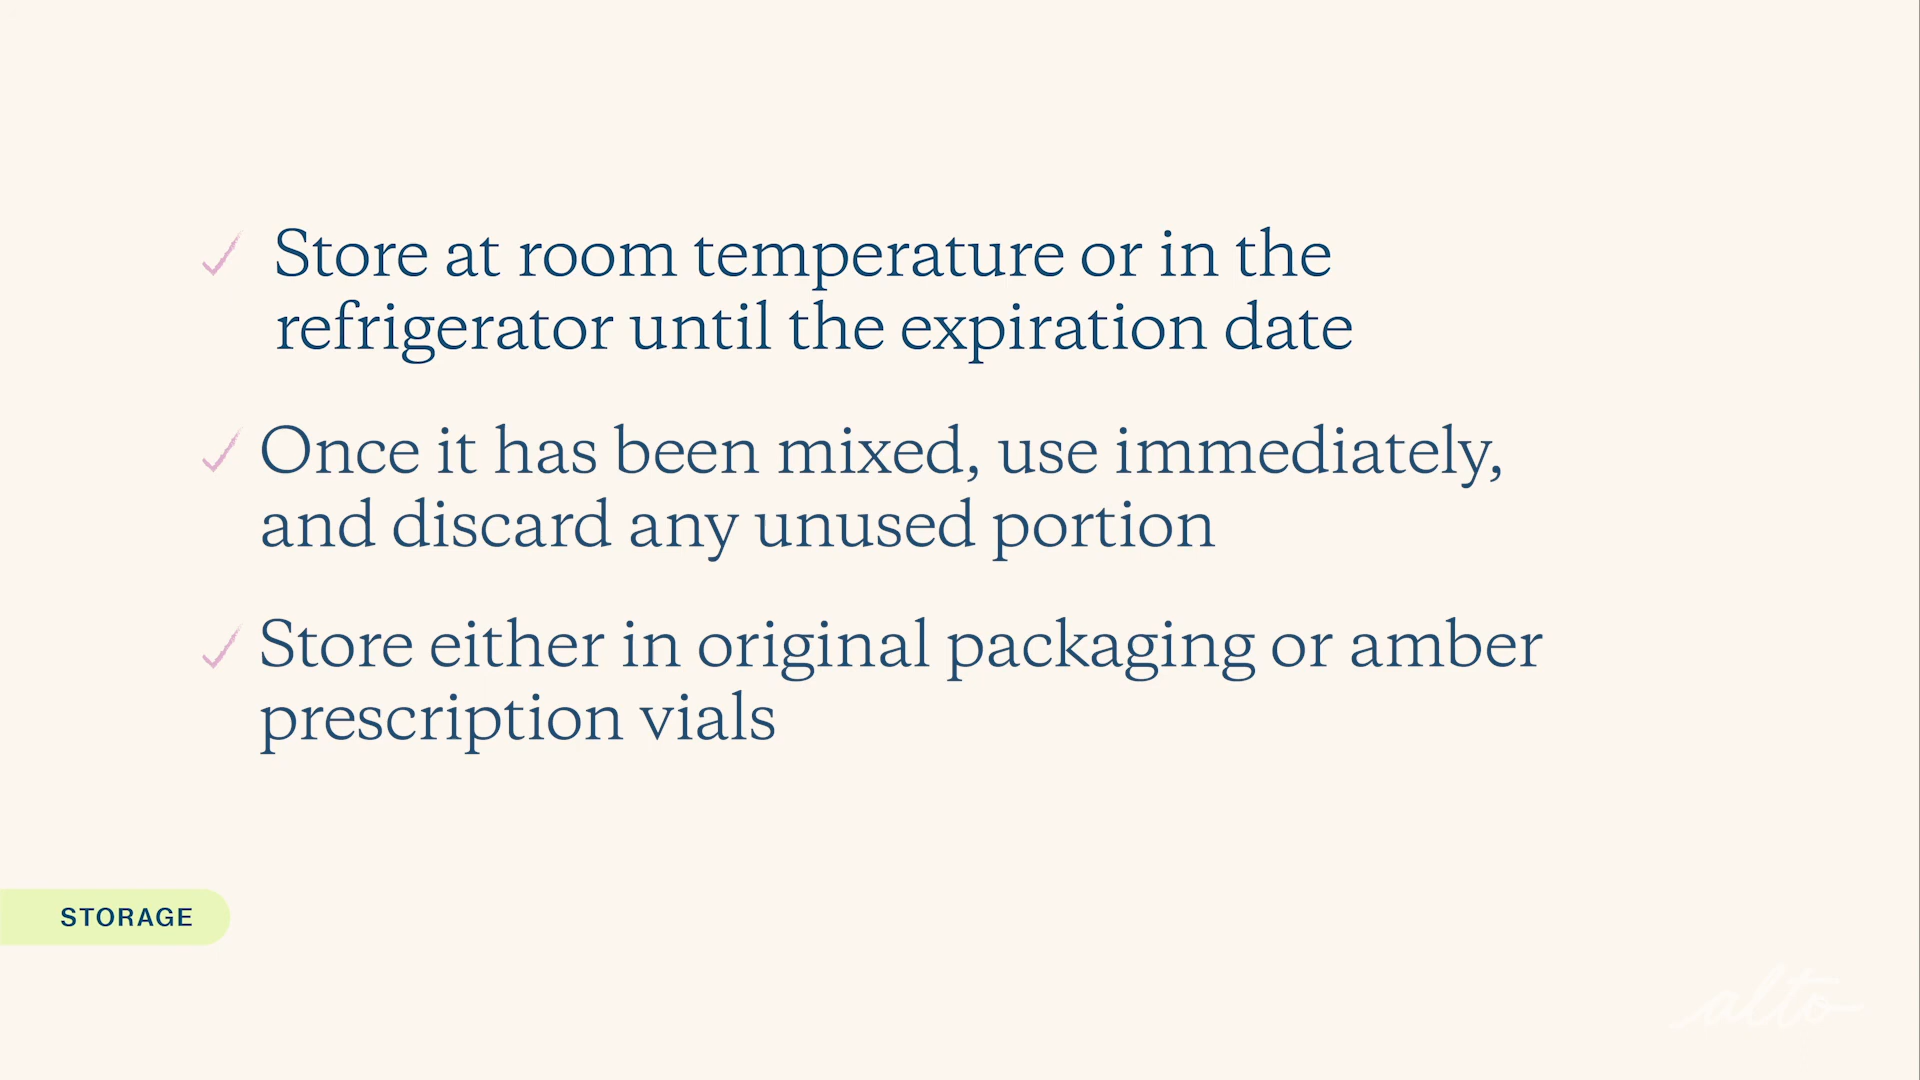 Store at room temperature or in the
refrigerator until the expiration date
Once it has been mixed, use immediately,
and discard any unused portion
Store either in original packaging or amber
prescription vials
STORAGE
alto